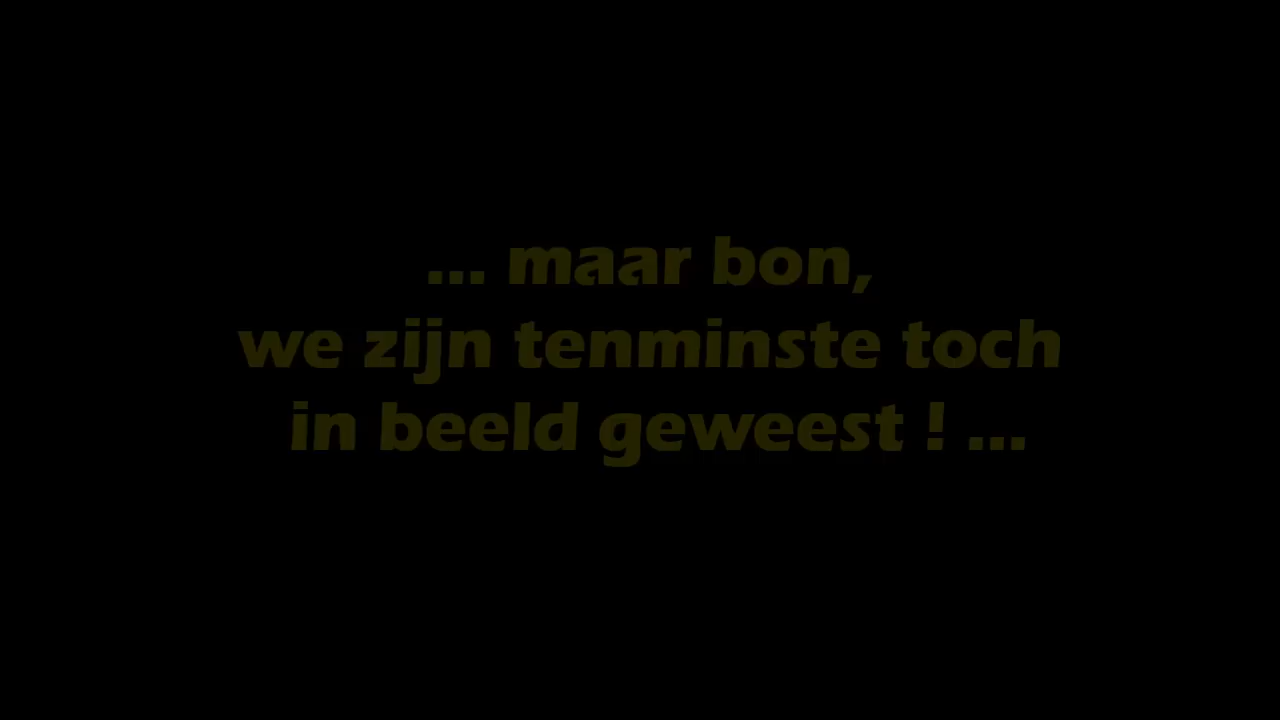 ... maar bon,
we zijn tenminste toch
in beeld geweest ! ...